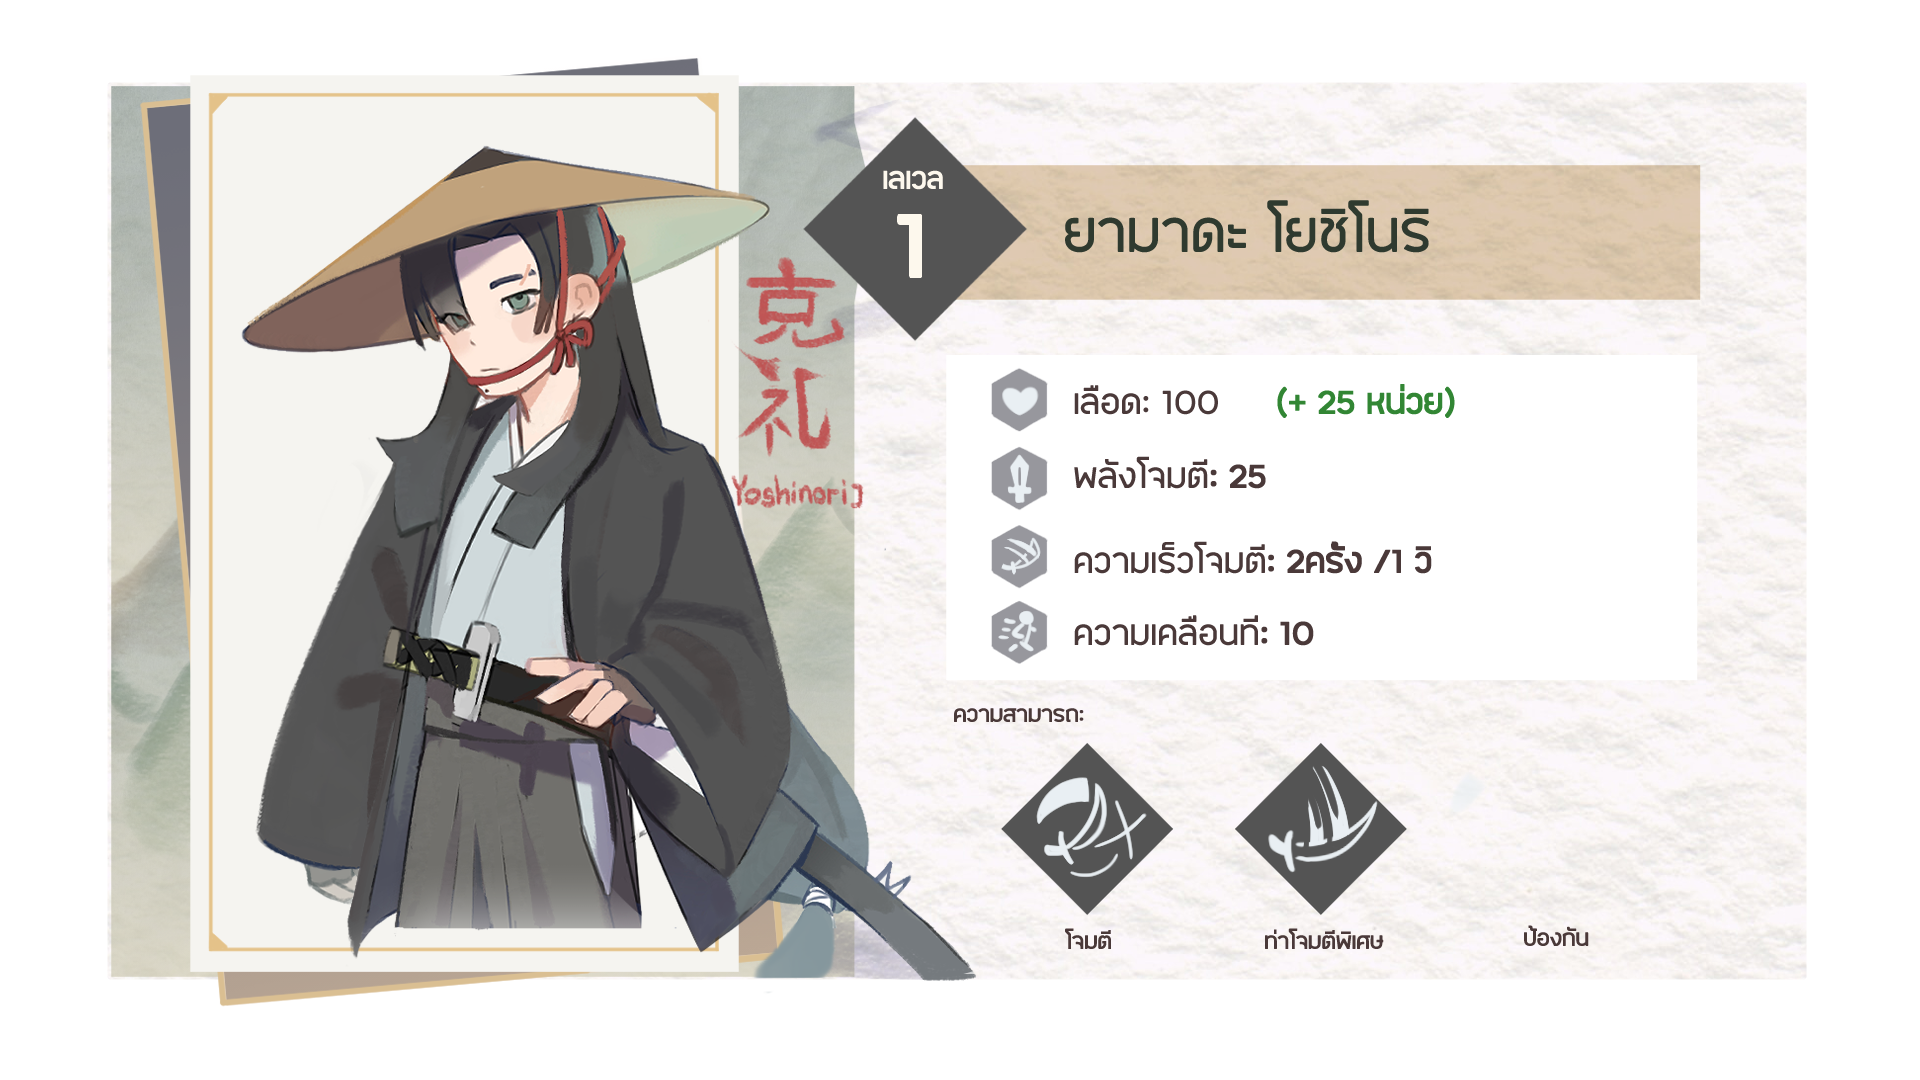 เลเวล
1
ยามาดะ โยชิโนริ
克
礼
Yoshinori
เลือด: 100 (+ 25 หน่วย)
พลังโจมตี: 25
ความเร็วโจมตี: 2ครั้ง /1 วิ
ความเคลือนที: 10
ความสามารถ:
โจมตี
ท่าโจมตีพิเศษ
ป้องกัน